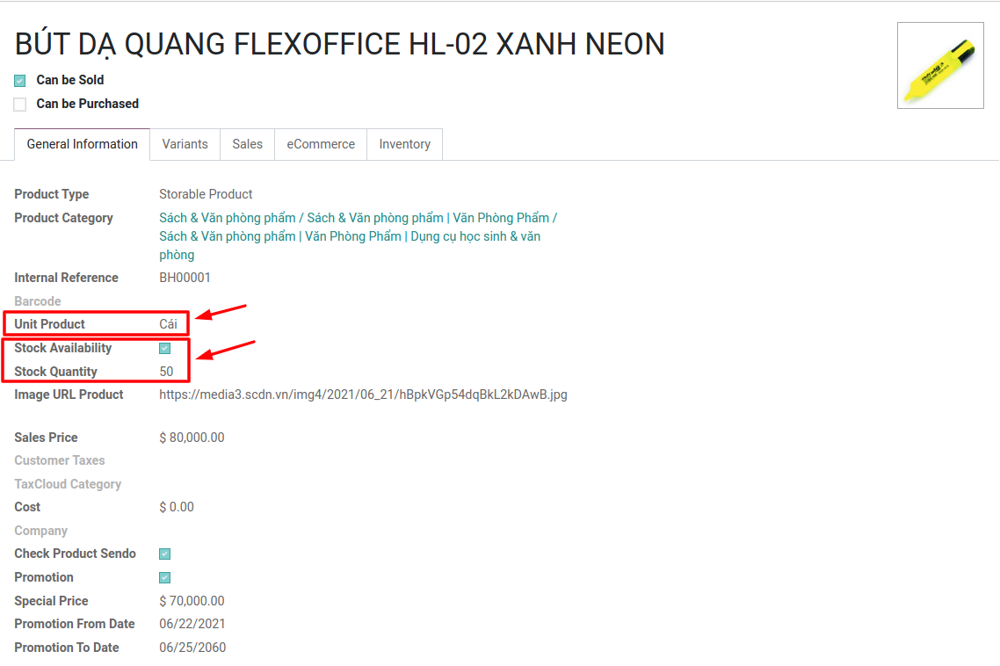 BÚT DẠ QUANG FLEXOFFICE HL-02 XANH NEON
Can be Sold
Can be Purchased
General Information Variants Sales eCommerce Inventory
Product Type Storable Product
Product Category Sách & Văn phòng phẩm / Sách & Văn phòng phẩm | Văn Phòng Phẩm /
Sách & Văn phòng phẩm | Văn Phòng Phẩm | Dụng cụ học sinh & văn
phòng
Internal Reference BH00001
Barcode
Unit Product Cái
Stock Availability
Stock Quantity 50
Image URL Product https://media3.scdn.vn/img4/2021/06_21/hBpkVGp54dqBkL2kDAwB.jpg
Sales Price $ 80,000.00
Customer Taxes
TaxCloud Category
Cost $ 0.00
Company
Check Product Sendo
Promotion
Special Price $ 70,000.00
Promotion From Date 06/22/2021
Promotion To Date 06/25/2060